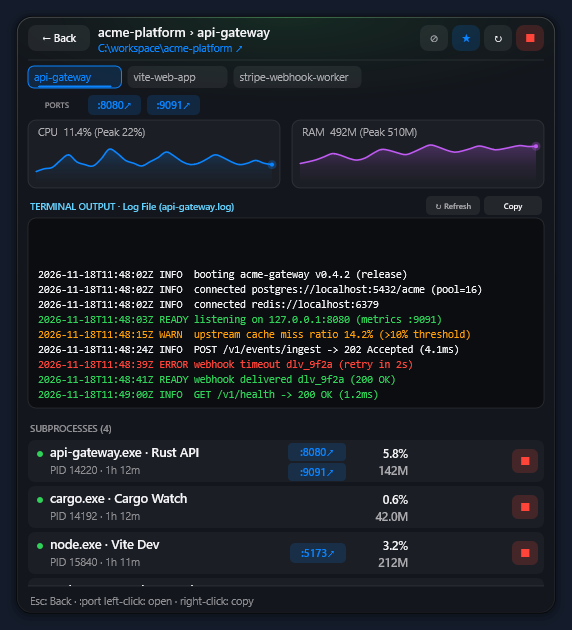 ← Back
acme-platform › api-gateway
C:\workspace\acme-platform ↗
api-gateway
vite-web-app
stripe-webhook-worker
PORTS
:8080↗
:9091↗
CPU 11.4% (Peak 22%)
RAM 492M (Peak 510M)
TERMINAL OUTPUT · Log File (api-gateway.log)
↻ Refresh
Copy
2026-11-18T11:48:02Z INFO  booting acme-gateway v0.4.2 (release)
2026-11-18T11:48:02Z INFO  connected postgres://localhost:5432/acme (pool=16)
2026-11-18T11:48:02Z INFO  connected redis://localhost:6379
2026-11-18T11:48:03Z READY listening on 127.0.0.1:8080 (metrics :9091)
2026-11-18T11:48:15Z WARN  upstream cache miss ratio 14.2% (>10% threshold)
2026-11-18T11:48:24Z INFO  POST /v1/events/ingest -> 202 Accepted (4.1ms)
2026-11-18T11:48:39Z ERROR webhook timeout dlv_9f2a (retry in 2s)
2026-11-18T11:48:41Z READY webhook delivered dlv_9f2a (200 OK)
2026-11-18T11:49:00Z INFO  GET /v1/health -> 200 OK (1.2ms)
SUBPROCESSES (4)
api-gateway.exe · Rust API
:8080↗
5.8%
PID 14220 · 1h 12m
:9091↗
142M
cargo.exe · Cargo Watch
0.6%
PID 14192 · 1h 12m
42.0M
node.exe · Vite Dev
:5173↗
3.2%
PID 15840 · 1h 11m
212M
Esc: Back · :port left-click: open · right-click: copy